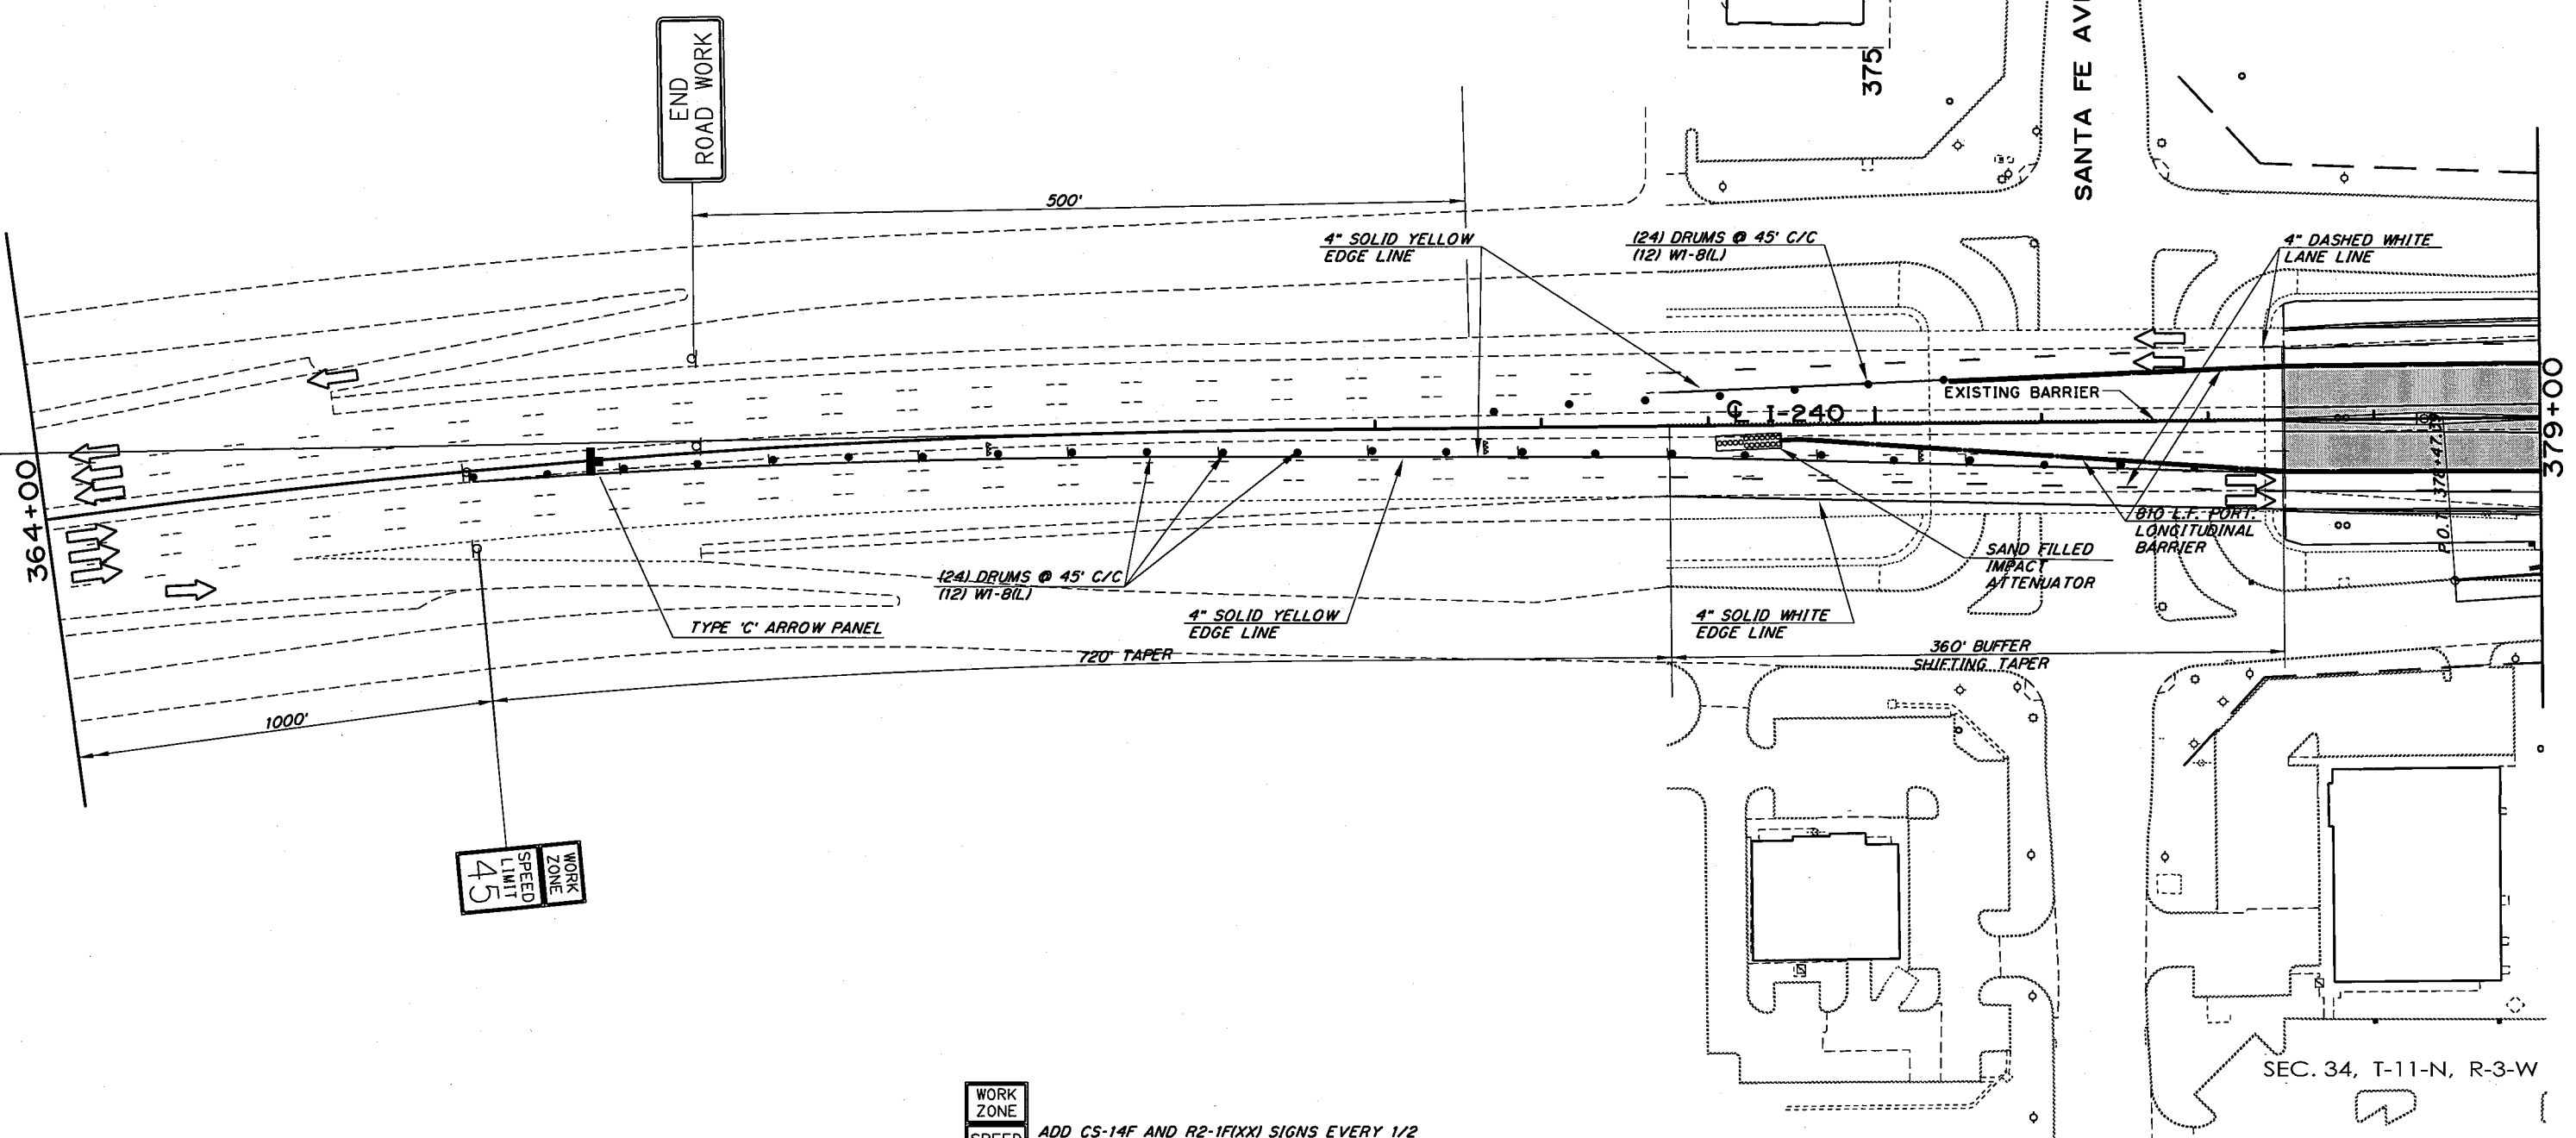 END
ROAD WORK
375
SANTA FE AV
500'
4" SOLID YELLOW
EDGE LINE
(24) DRUMS @ 45' C/C
(12) W1-8(L)
4" DASHED WHITE
LANE LINE
EXISTING BARRIER
℄ I-240
364+00
379+00
P.O.T.
810 L.F. PORT.
LONGITUDINAL
BARRIER
SAND FILLED
IMPACT
ATTENUATOR
(24) DRUMS @ 45' C/C
(12) W1-8(L)
4" SOLID YELLOW
EDGE LINE
4" SOLID WHITE
EDGE LINE
TYPE 'C' ARROW PANEL
720' TAPER
360' BUFFER
SHIFTING TAPER
1000'
WORK
ZONE
SPEED
LIMIT
45
SEC. 34, T-11-N, R-3-W
WORK
ZONE
SPEED
ADD CS-14F AND R2-1F(XX) SIGNS EVERY 1/2